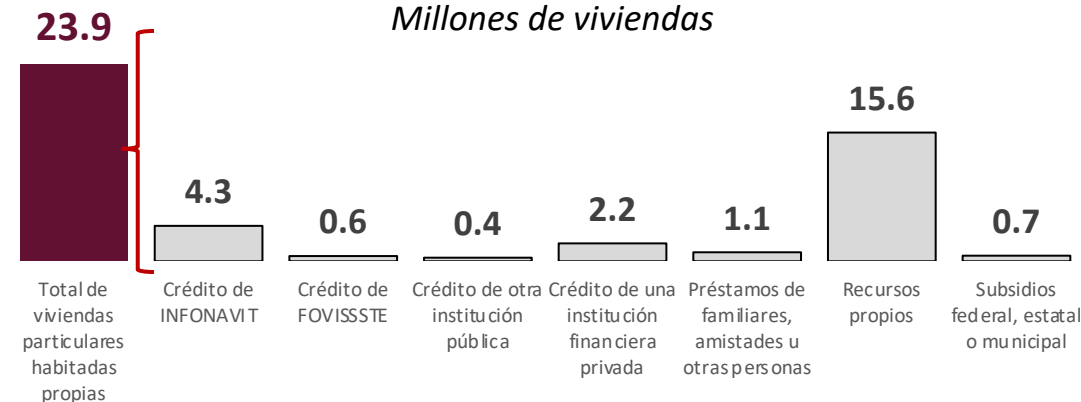 Millones de viviendas
23.9
4.3
0.6
0.4
2.2
1.1
15.6
0.7
Total de
viviendas
particulares
habitadas
propias
Crédito de
INFONAVIT
Crédito de
FOVISSSTE
Crédito de otra
institución
pública
Crédito de una
institución
financiera
privada
Préstamos de
familiares,
amistades u
otras personas
Recursos
propios
Subsidios
federal, estatal
o municipal